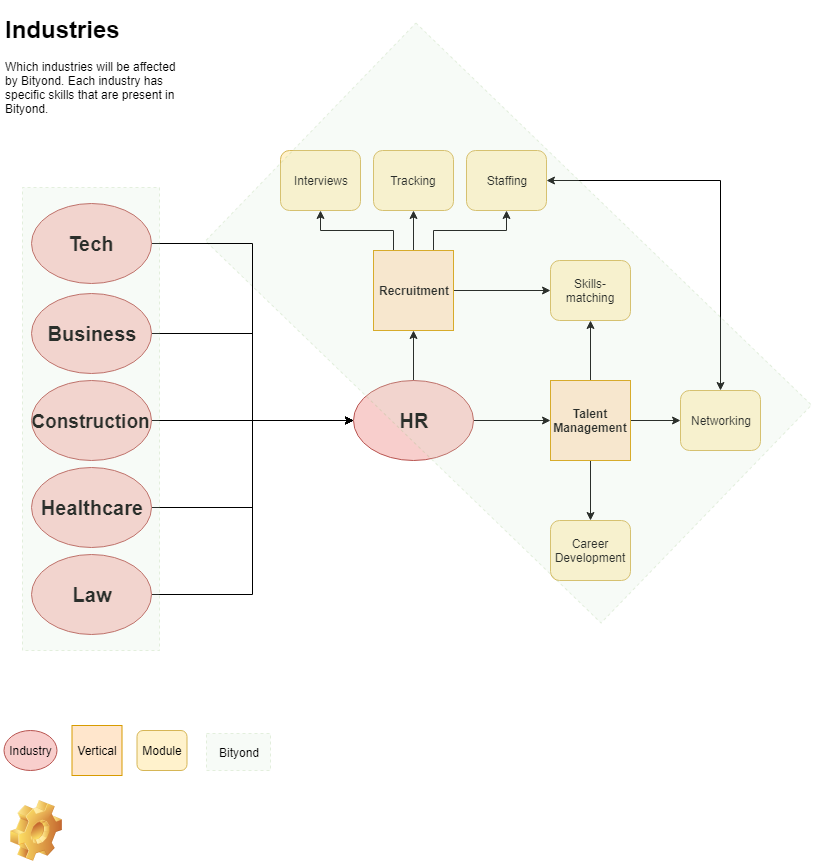 Industries
Which industries will be affected
by Bityond. Each industry has
specific skills that are present in
Bityond.
Interviews
Tracking
Staffing
Tech
Business
Construction
Healthcare
Law
Recruitment
Skills-
matching
HR
Talent
Management
Networking
Career
Development
Industry
Vertical
Module
Bityond